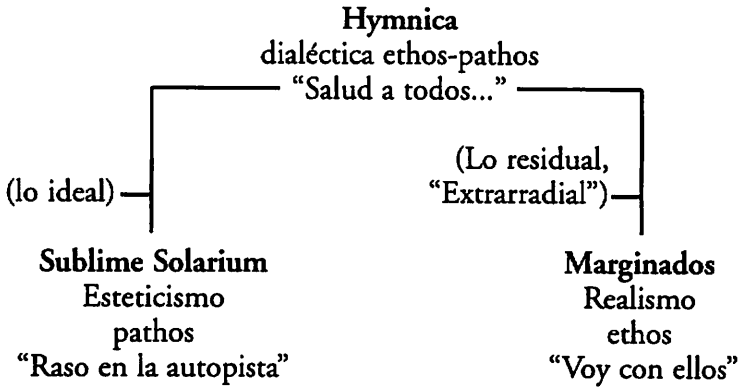 Hymnica
dialéctica ethos-pathos
“Salud a todos...”
(lo ideal)
(Lo residual,
“Extrarradial”)
Sublime Solarium
Esteticismo
pathos
“Raso en la autopista”
Marginados
Realismo
ethos
“Voy con ellos”